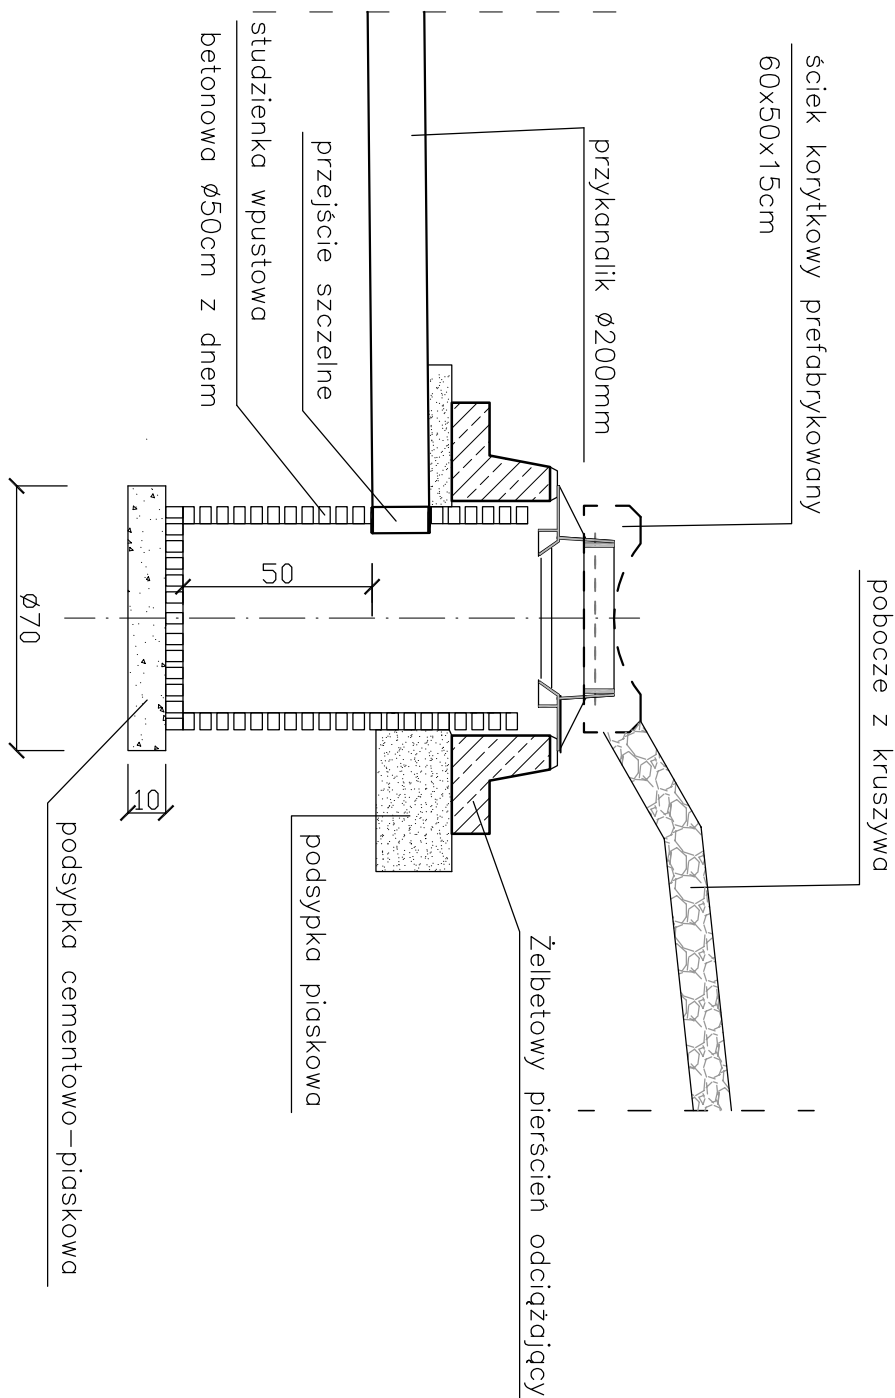 ściek korytkowy prefabrykowany
60x50x15cm
pobocze z kruszywa
przykanalik ø200mm
Żelbetowy pierścień odciążający
przejście szczelne
podsypka piaskowa
studzienka wpustowa
betonowa ø50cm z dnem
podsypka cementowo-piaskowa
50
10
ø70